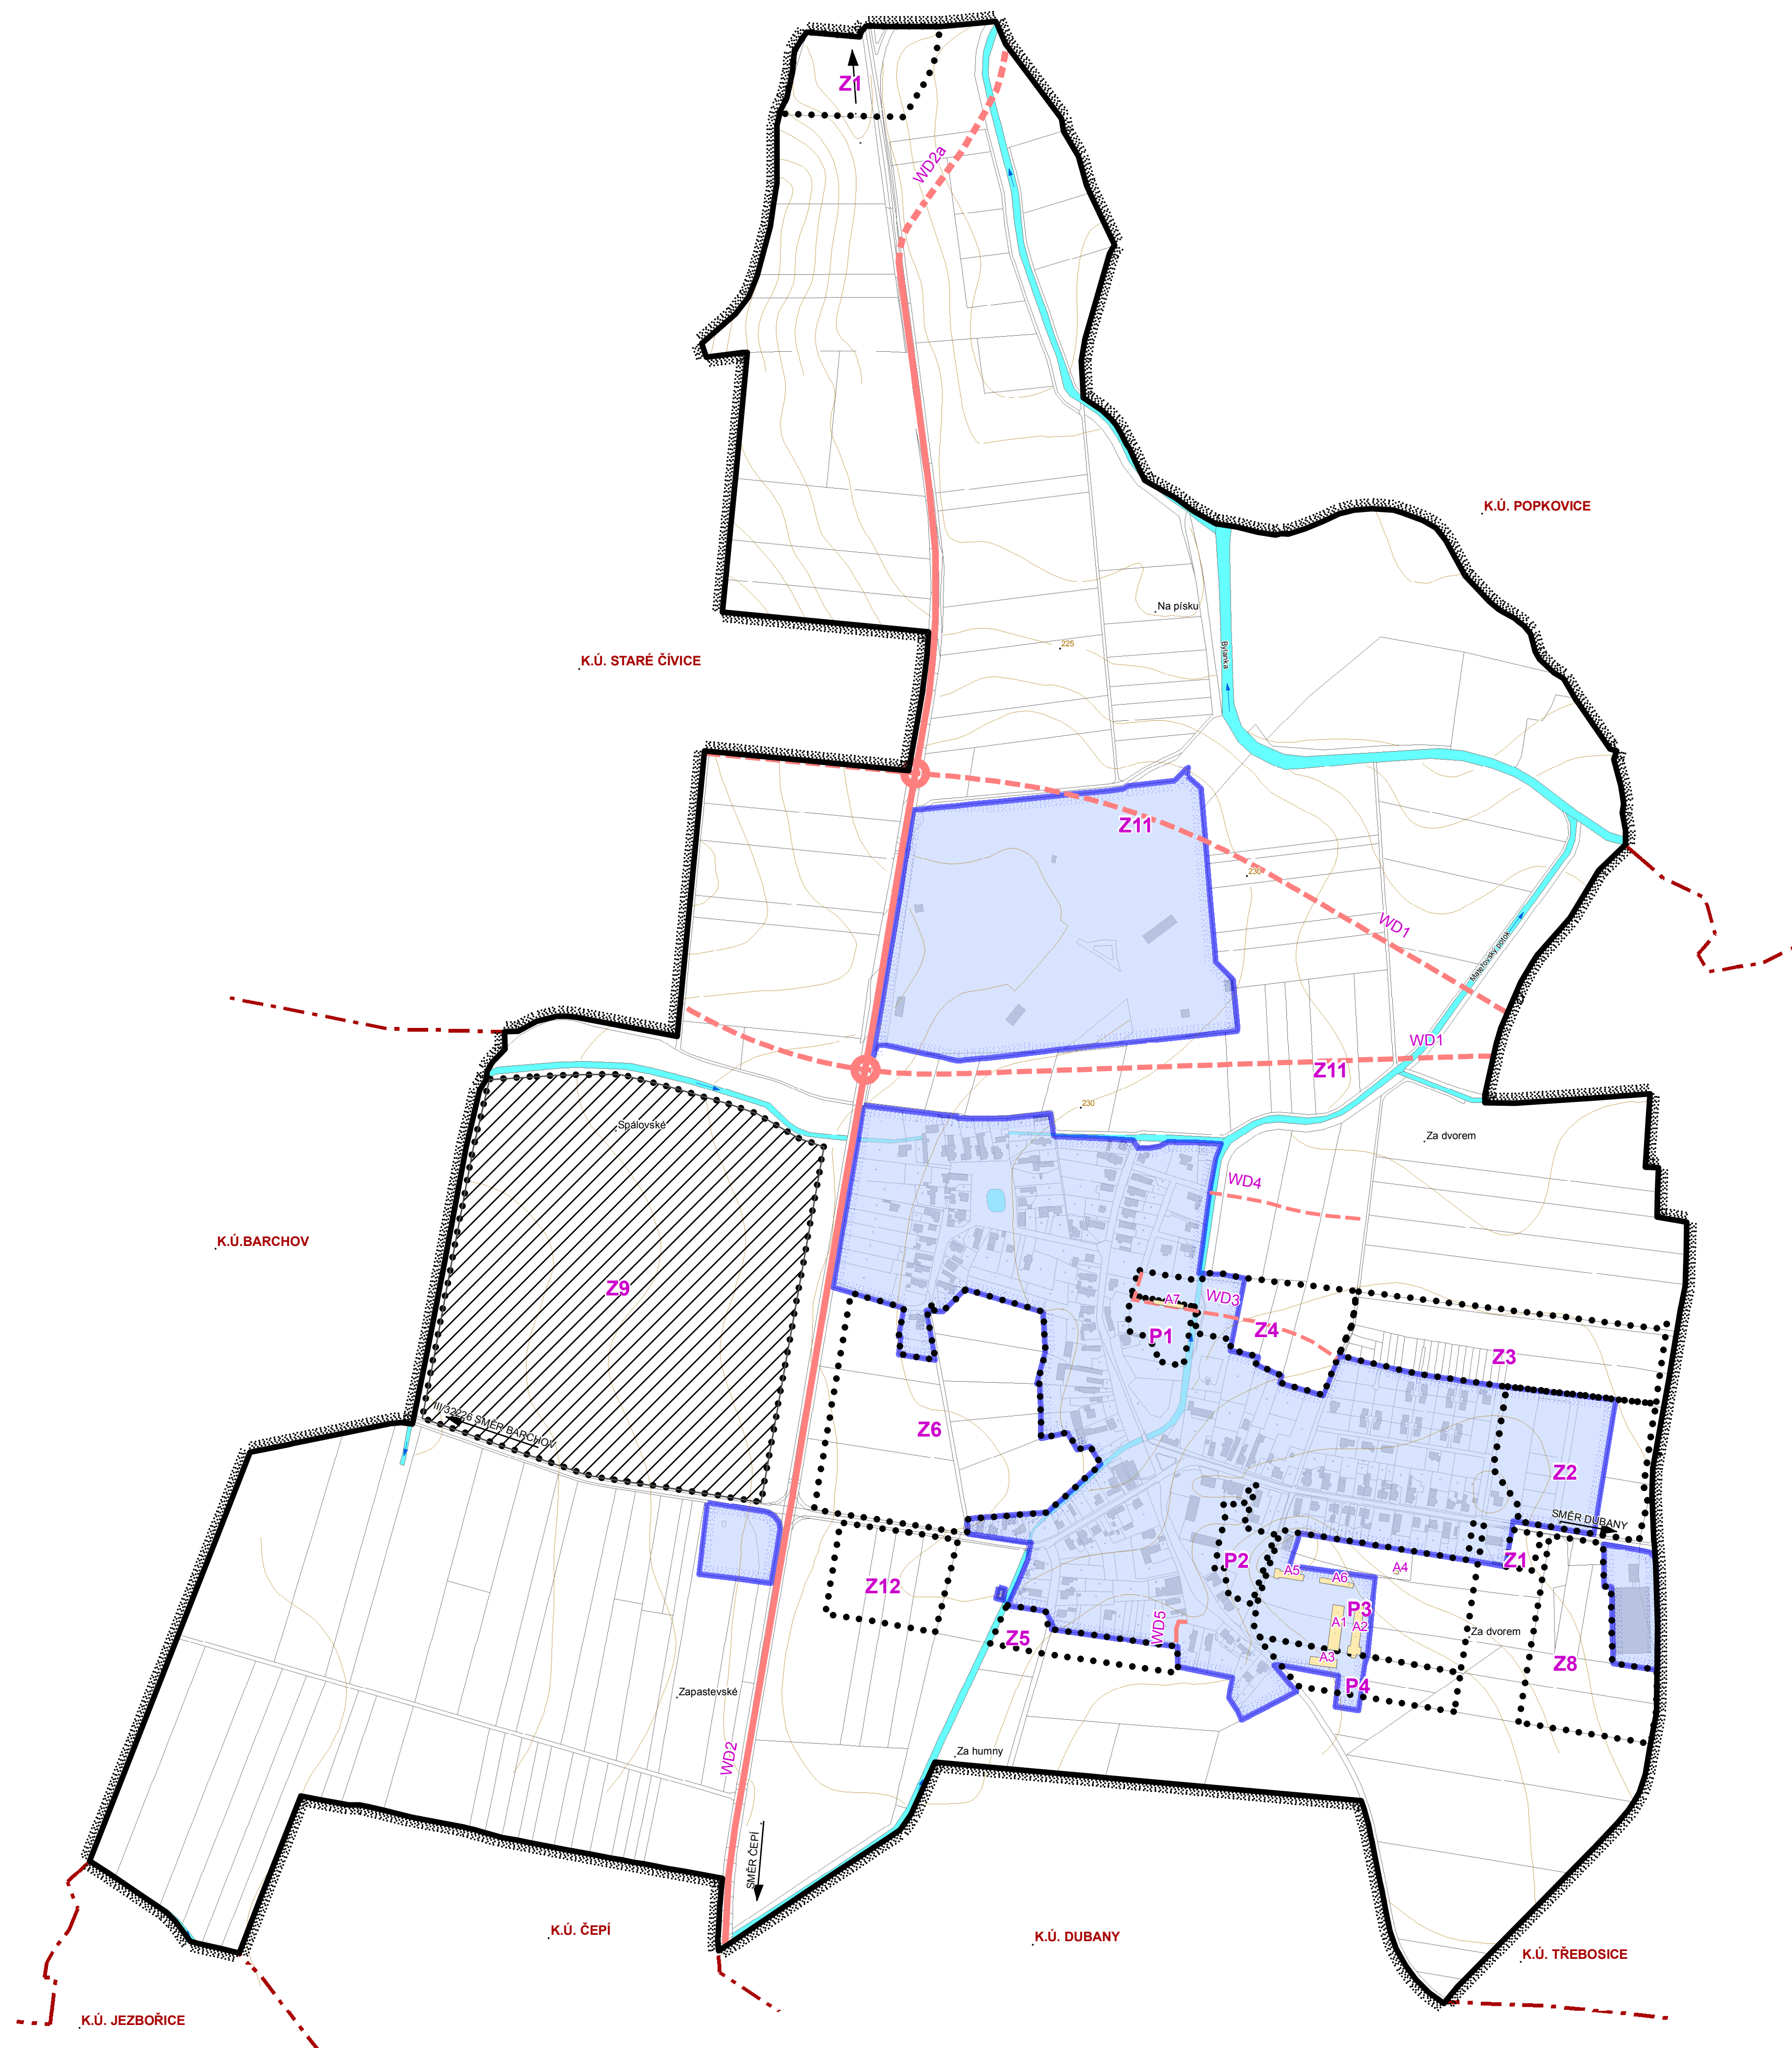 Z1
WD2a
K.Ú. POPKOVICE
Na písku
225
K.Ú. STARÉ ČÍVICE
Bylanka
Z11
230
WD1
Mateřovský potok
WD1
Z11
230
Spálovské
Za dvorem
WD4
K.Ú.BARCHOV
Z9
WD3
A7
P1
Z4
Z3
III/32226 SMĚR BARCHOV
Z6
Z2
SMĚR DUBANY
P2
Z1
A5
A6
A4
Z12
P3
A1
A2
WD5
Z5
Za dvorem
A3
Z8
P4
Zapastevské
WD2
Za humny
SMĚR ČEPÍ
K.Ú. ČEPÍ
K.Ú. DUBANY
K.Ú. TŘEBOSICE
K.Ú. JEZBOŘICE